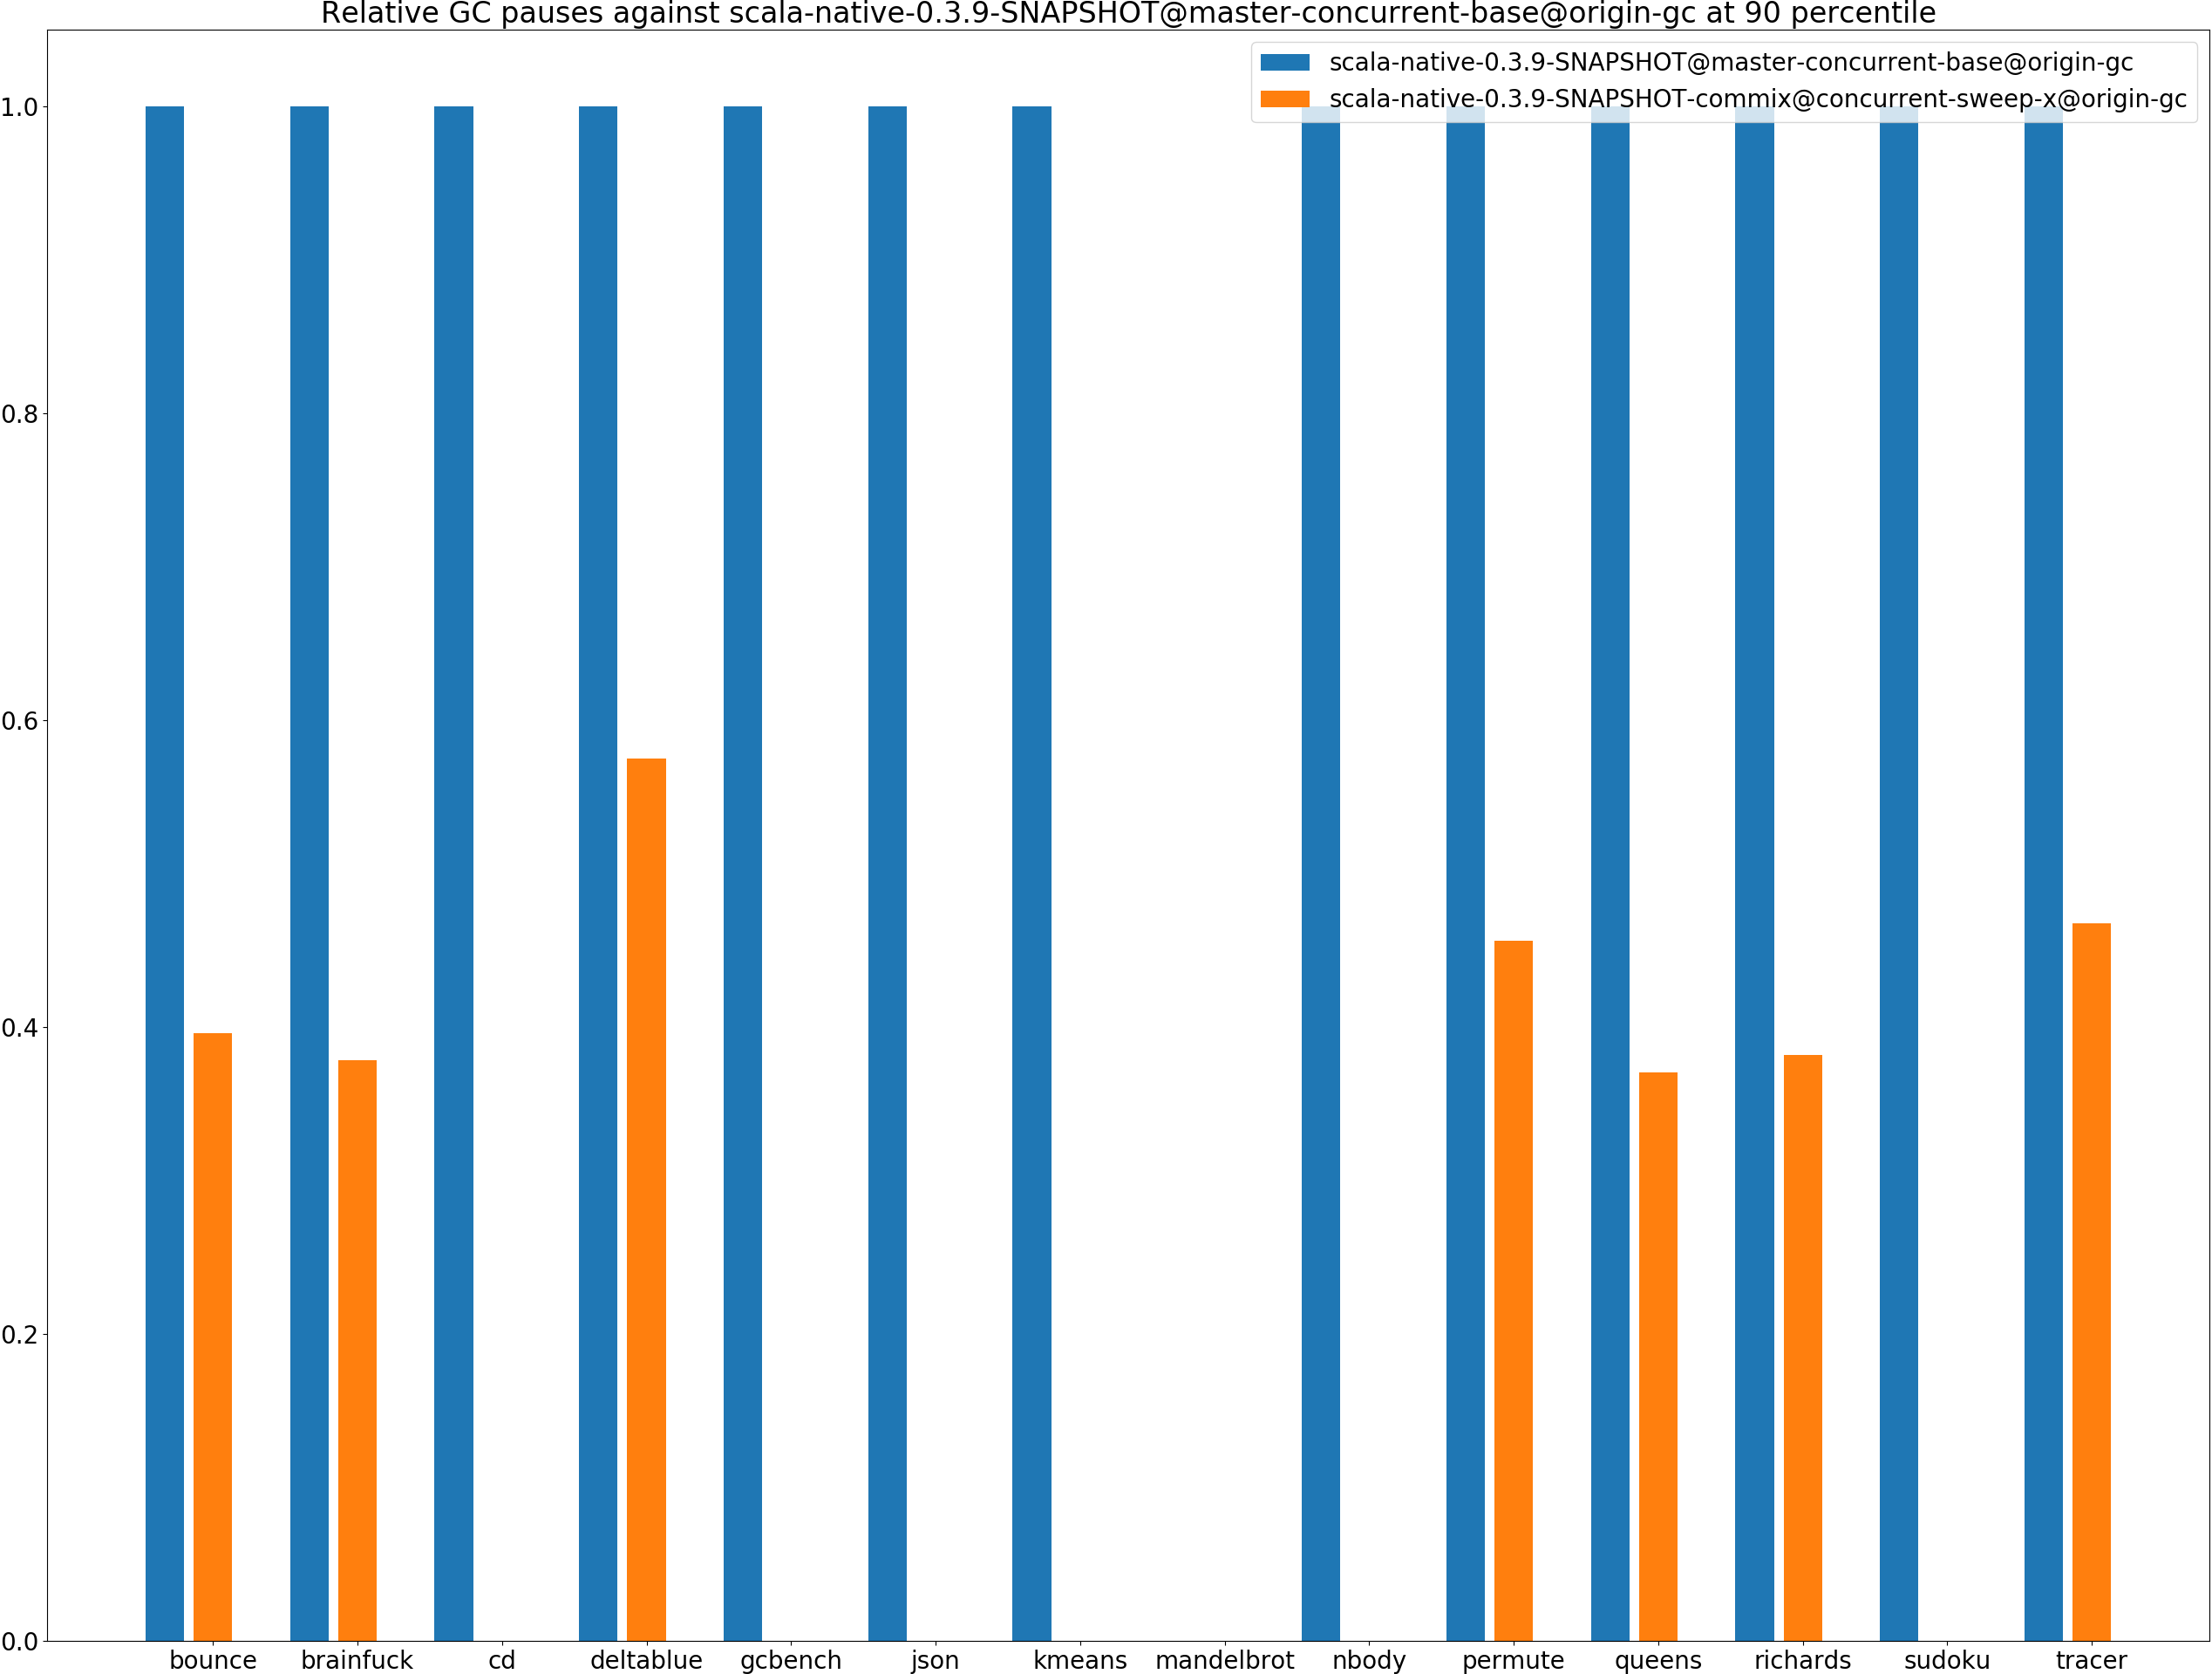 Relative GC pauses against scala-native-0.3.9-SNAPSHOT@master-concurrent-base@origin-gc at 90 percentile
scala-native-0.3.9-SNAPSHOT@master-concurrent-base@origin-gc
scala-native-0.3.9-SNAPSHOT-commix@concurrent-sweep-x@origin-gc
1.0
0.8
0.6
0.4
0.2
0.0
bounce brainfuck cd deltablue gcbench json kmeans mandelbrot nbody permute queens richards sudoku tracer